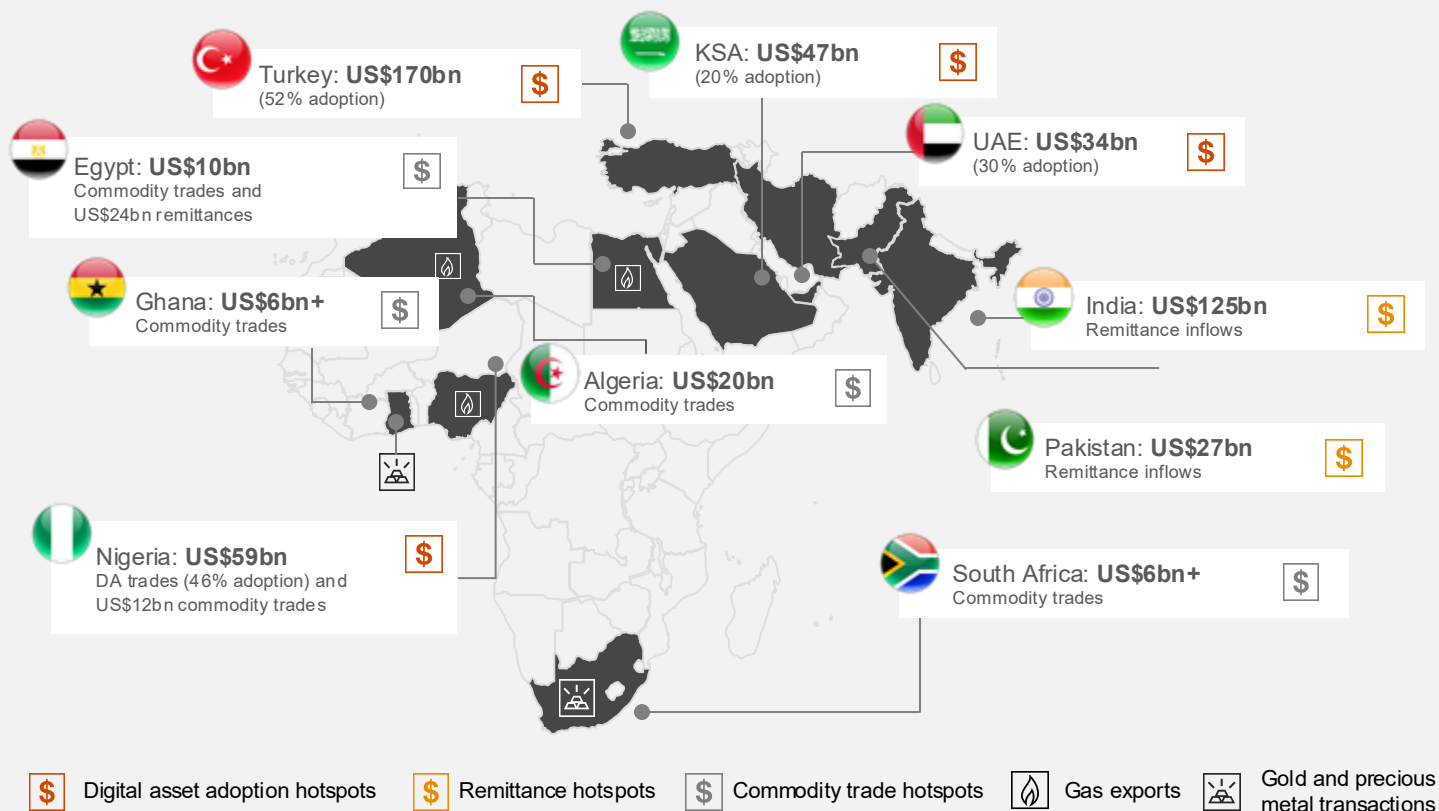 Turkey: US$170bn
(52% adoption)
$
KSA: US$47bn
(20% adoption)
$
UAE: US$34bn
(30% adoption)
$
Egypt: US$10bn
Commodity trades and
US$24bn remittances
$
Ghana: US$6bn+
Commodity trades
$
India: US$125bn
Remittance inflows
$
Algeria: US$20bn
Commodity trades
$
Pakistan: US$27bn
Remittance inflows
$
Nigeria: US$59bn
DA trades (46% adoption) and
US$12bn commodity trades
$
South Africa: US$6bn+
Commodity trades
$
$ Digital asset adoption hotspots
$ Remittance hotspots
$ Commodity trade hotspots
Gas exports
Gold and precious
metal transactions